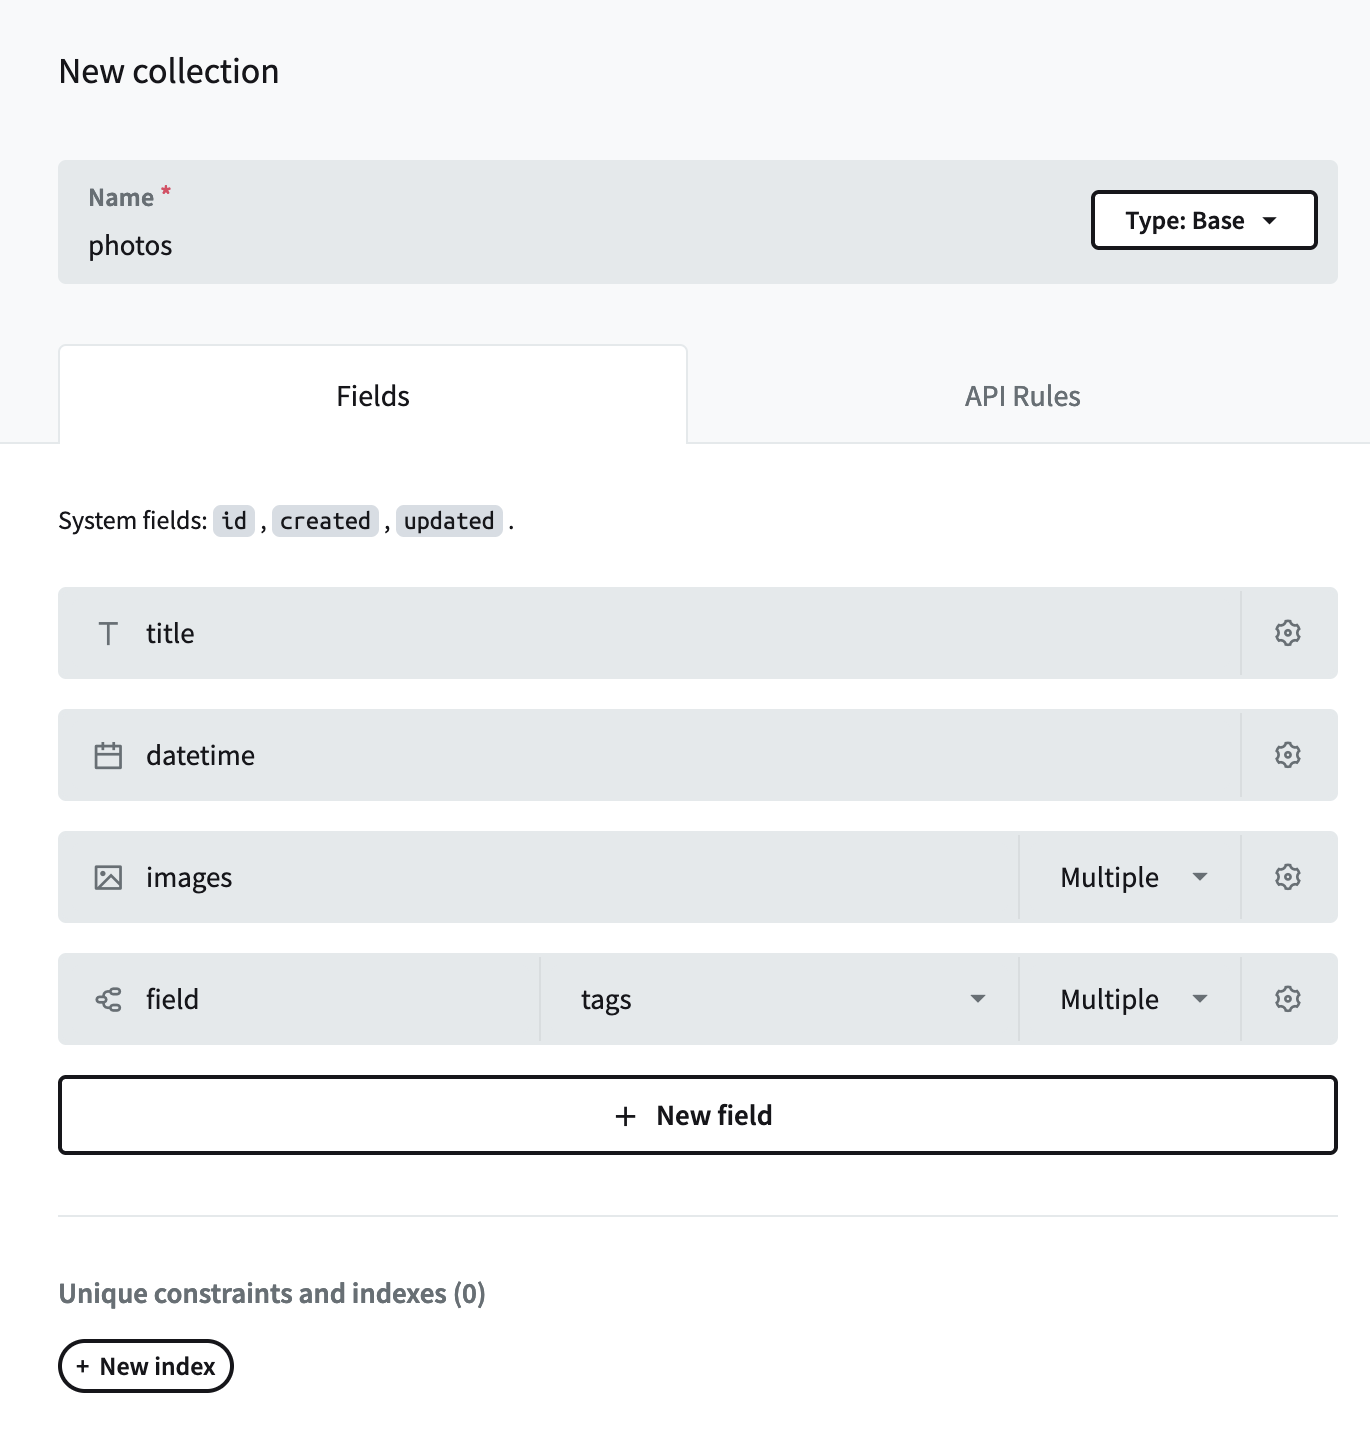 New collection
Name *
photos
Type: Base
Fields
API Rules
System fields: id , created , updated .
title
datetime
images
Multiple
field
tags
Multiple
+ New field
Unique constraints and indexes (0)
+ New index